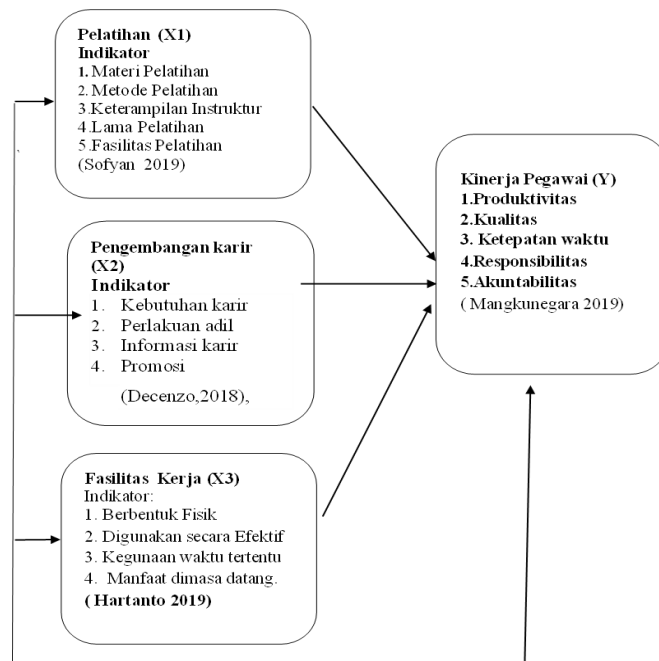 Pelatihan (X1)
Indikator
1. Materi Pelatihan
2. Metode Pelatihan
3.Keterampilan Instruktur
4.Lama Pelatihan
5.Fasilitas Pelatihan
(Sofyan 2019)
Pengembangan karir
(X2)
Indikator
1. Kebutuhan karir
2. Perlakuan adil
3. Informasi karir
4. Promosi
(Decenzo,2018),
Fasilitas Kerja (X3)
Indikator:
1. Berbentuk Fisik
2. Digunakan secara Efektif
3. Kegunaan waktu tertentu
4. Manfaat dimasa datang.
( Hartanto 2019)
Kinerja Pegawai (Y)
1.Produktivitas
2.Kualitas
3. Ketepatan waktu
4.Responsibilitas
5.Akuntabilitas
( Mangkunegara 2019)